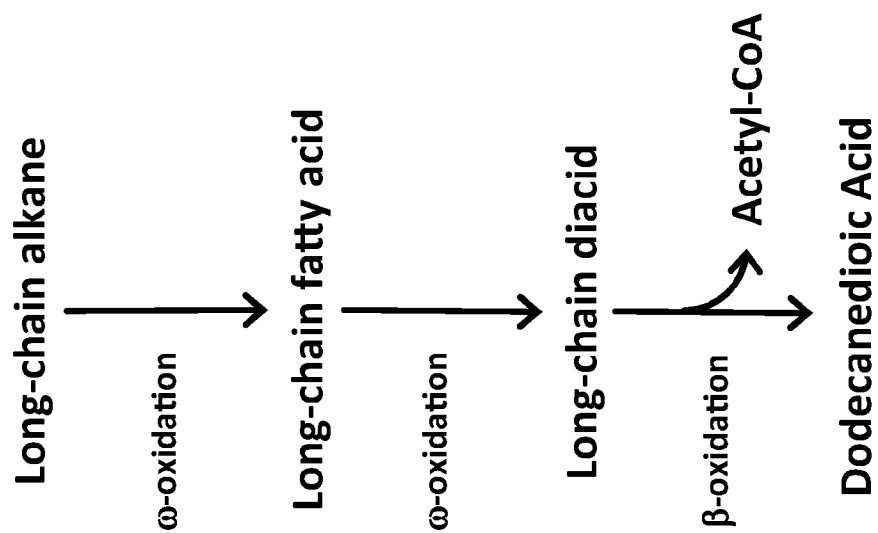 Long-chain alkane
ω-oxidation
Long-chain fatty acid
ω-oxidation
Long-chain diacid
β-oxidation
Acetyl-CoA
Dodecanedioic Acid